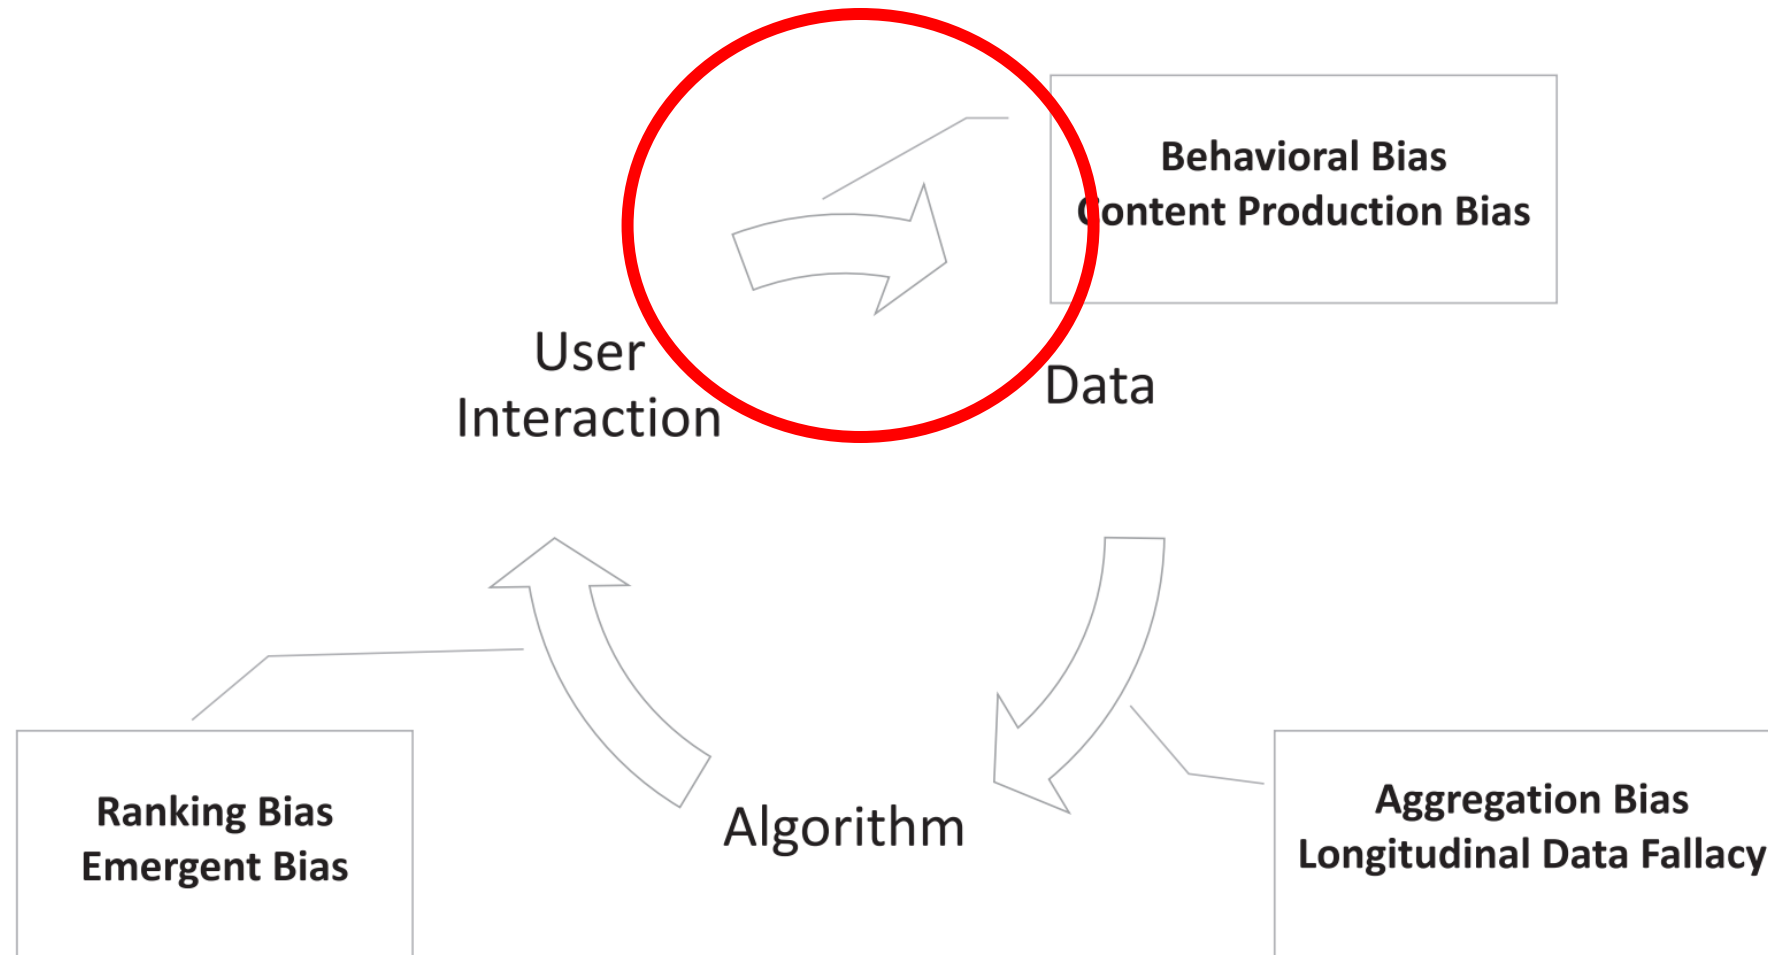 Behavioral Bias
Content Production Bias
User
Interaction
Data
Ranking Bias
Emergent Bias
Algorithm
Aggregation Bias
Longitudinal Data Fallacy